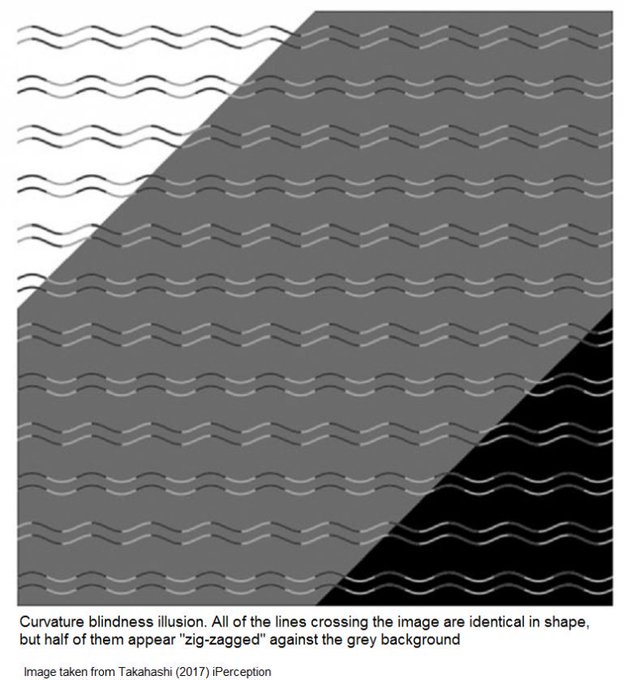 Curvature blindness illusion. All of the lines crossing the image are identical in shape,
but half of them appear "zig-zagged" against the grey background
Image taken from Takahashi (2017) iPerception